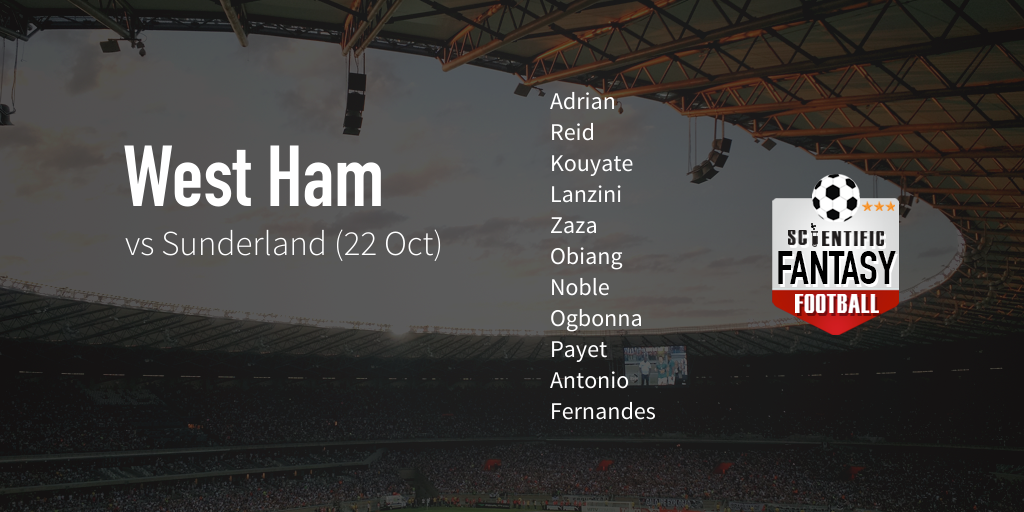 West Ham
vs Sunderland (22 Oct)
Adrian
Reid
Kouyate
Lanzini
Zaza
Obiang
Noble
Ogbonna
Payet
Antonio
Fernandes
SCIENTIFIC
FANTASY
FOOTBALL